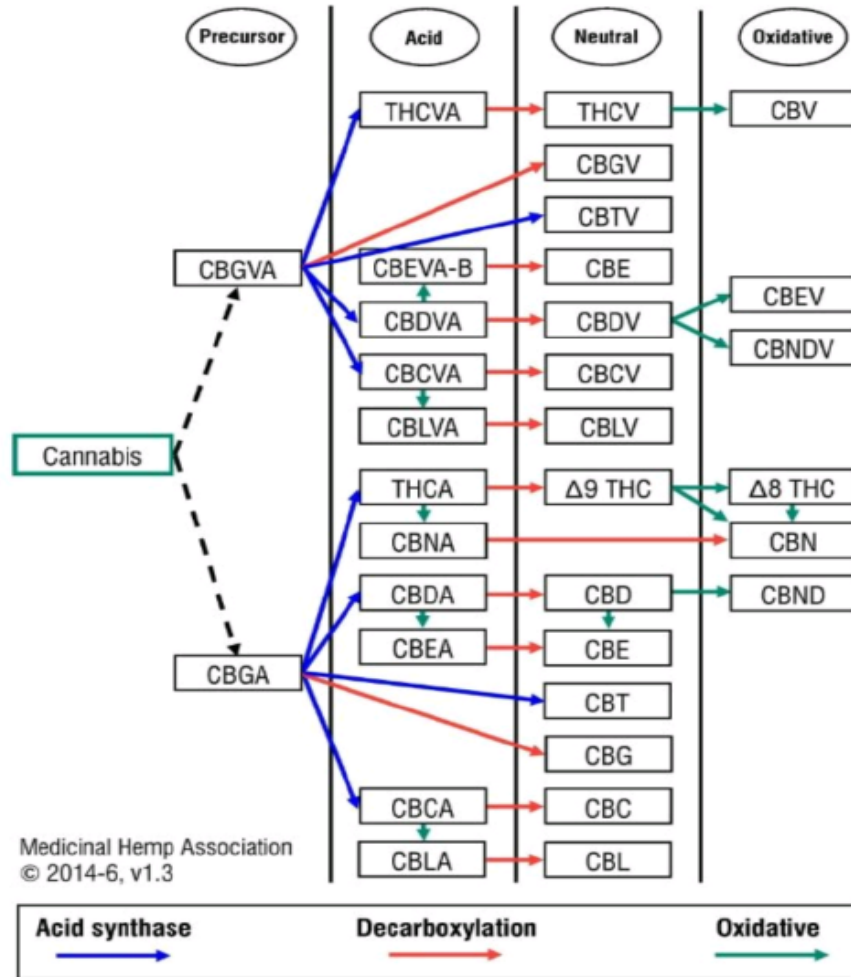 Precursor Acid Neutral Oxidative
THCVA THCV CBV
CBGV
CBTV
CBGVA CBEVA-B CBE
CBEV
CBDVA CBDV
CBNDV
CBCVA CBCV
CBLVA CBLV
Cannabis
THCA Δ9 THC Δ8 THC
CBNA CBN
CBDA CBD CBND
CBEA CBE
CBGA
CBT
CBG
CBCA CBC
Medicinal Hemp Association
© 2014-6, v1.3
CBLA CBL
Acid synthase Decarboxylation Oxidative